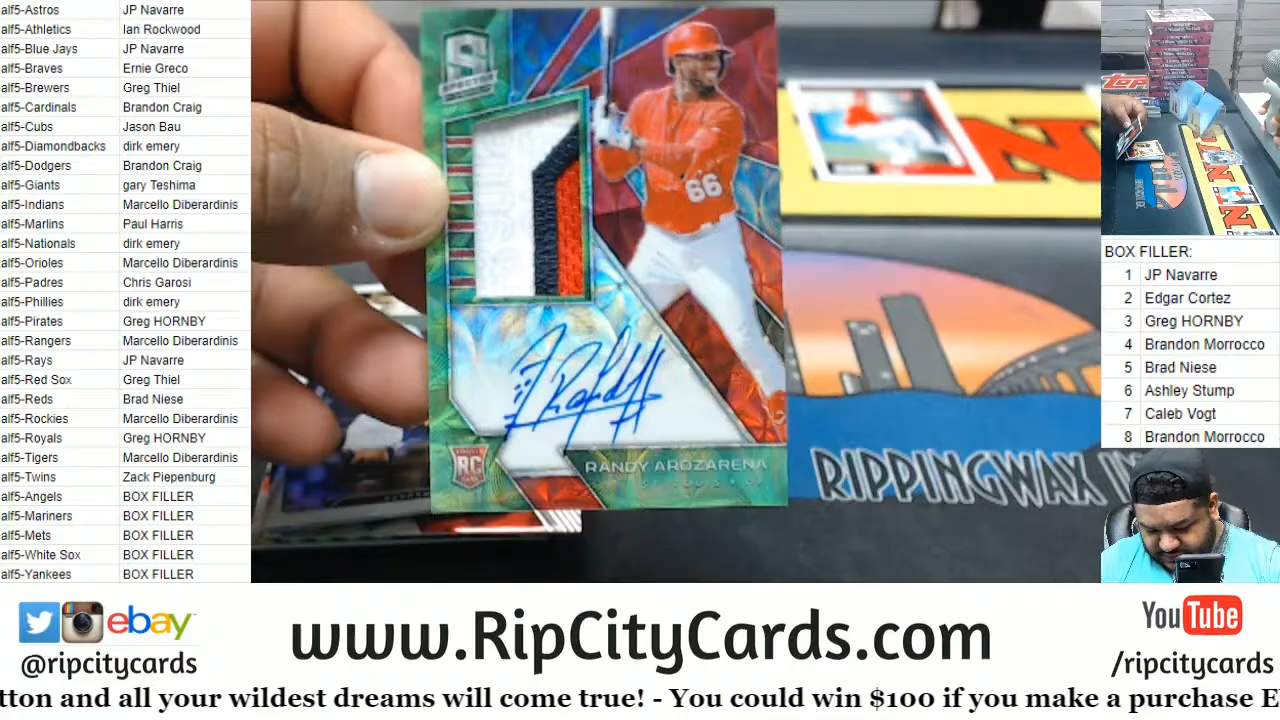 alf5-Astros JP Navarre
alf5-Athletics Ian Rockwood
alf5-Blue Jays JP Navarre
alf5-Braves Ernie Greco
alf5-Brewers Greg Thiel
alf5-Cardinals Brandon Craig
alf5-Cubs Jason Bau
alf5-Diamondbacks dirk emery
alf5-Dodgers Brandon Craig
alf5-Giants gary Teshima
alf5-Indians Marcello Diberardinis
alf5-Marlins Paul Harris
alf5-Nationals dirk emery
alf5-Orioles Marcello Diberardinis
alf5-Padres Chris Garosi
alf5-Phillies dirk emery
alf5-Pirates Greg HORNBY
alf5-Rangers Marcello Diberardinis
alf5-Rays JP Navarre
alf5-Red Sox Greg Thiel
alf5-Reds Brad Niese
alf5-Rockies Marcello Diberardinis
alf5-Royals Greg HORNBY
alf5-Tigers Marcello Diberardinis
alf5-Twins Zack Piepenburg
alf5-Angels BOX FILLER
alf5-Mariners BOX FILLER
alf5-Mets BOX FILLER
alf5-White Sox BOX FILLER
alf5-Yankees BOX FILLER
66
RC
RANDY AROZARENA
ST. LOUIS • OF
RIPPINGWAX
TOPPS
BOX FILLER:
1 JP Navarre
2 Edgar Cortez
3 Greg HORNBY
4 Brandon Morrocco
5 Brad Niese
6 Ashley Stump
7 Caleb Vogt
8 Brandon Morrocco
ebay
@ripcitycards
www.RipCityCards.com
YouTube
/ripcitycards
tton and all your wildest dreams will come true! - You could win $100 if you make a purchase E